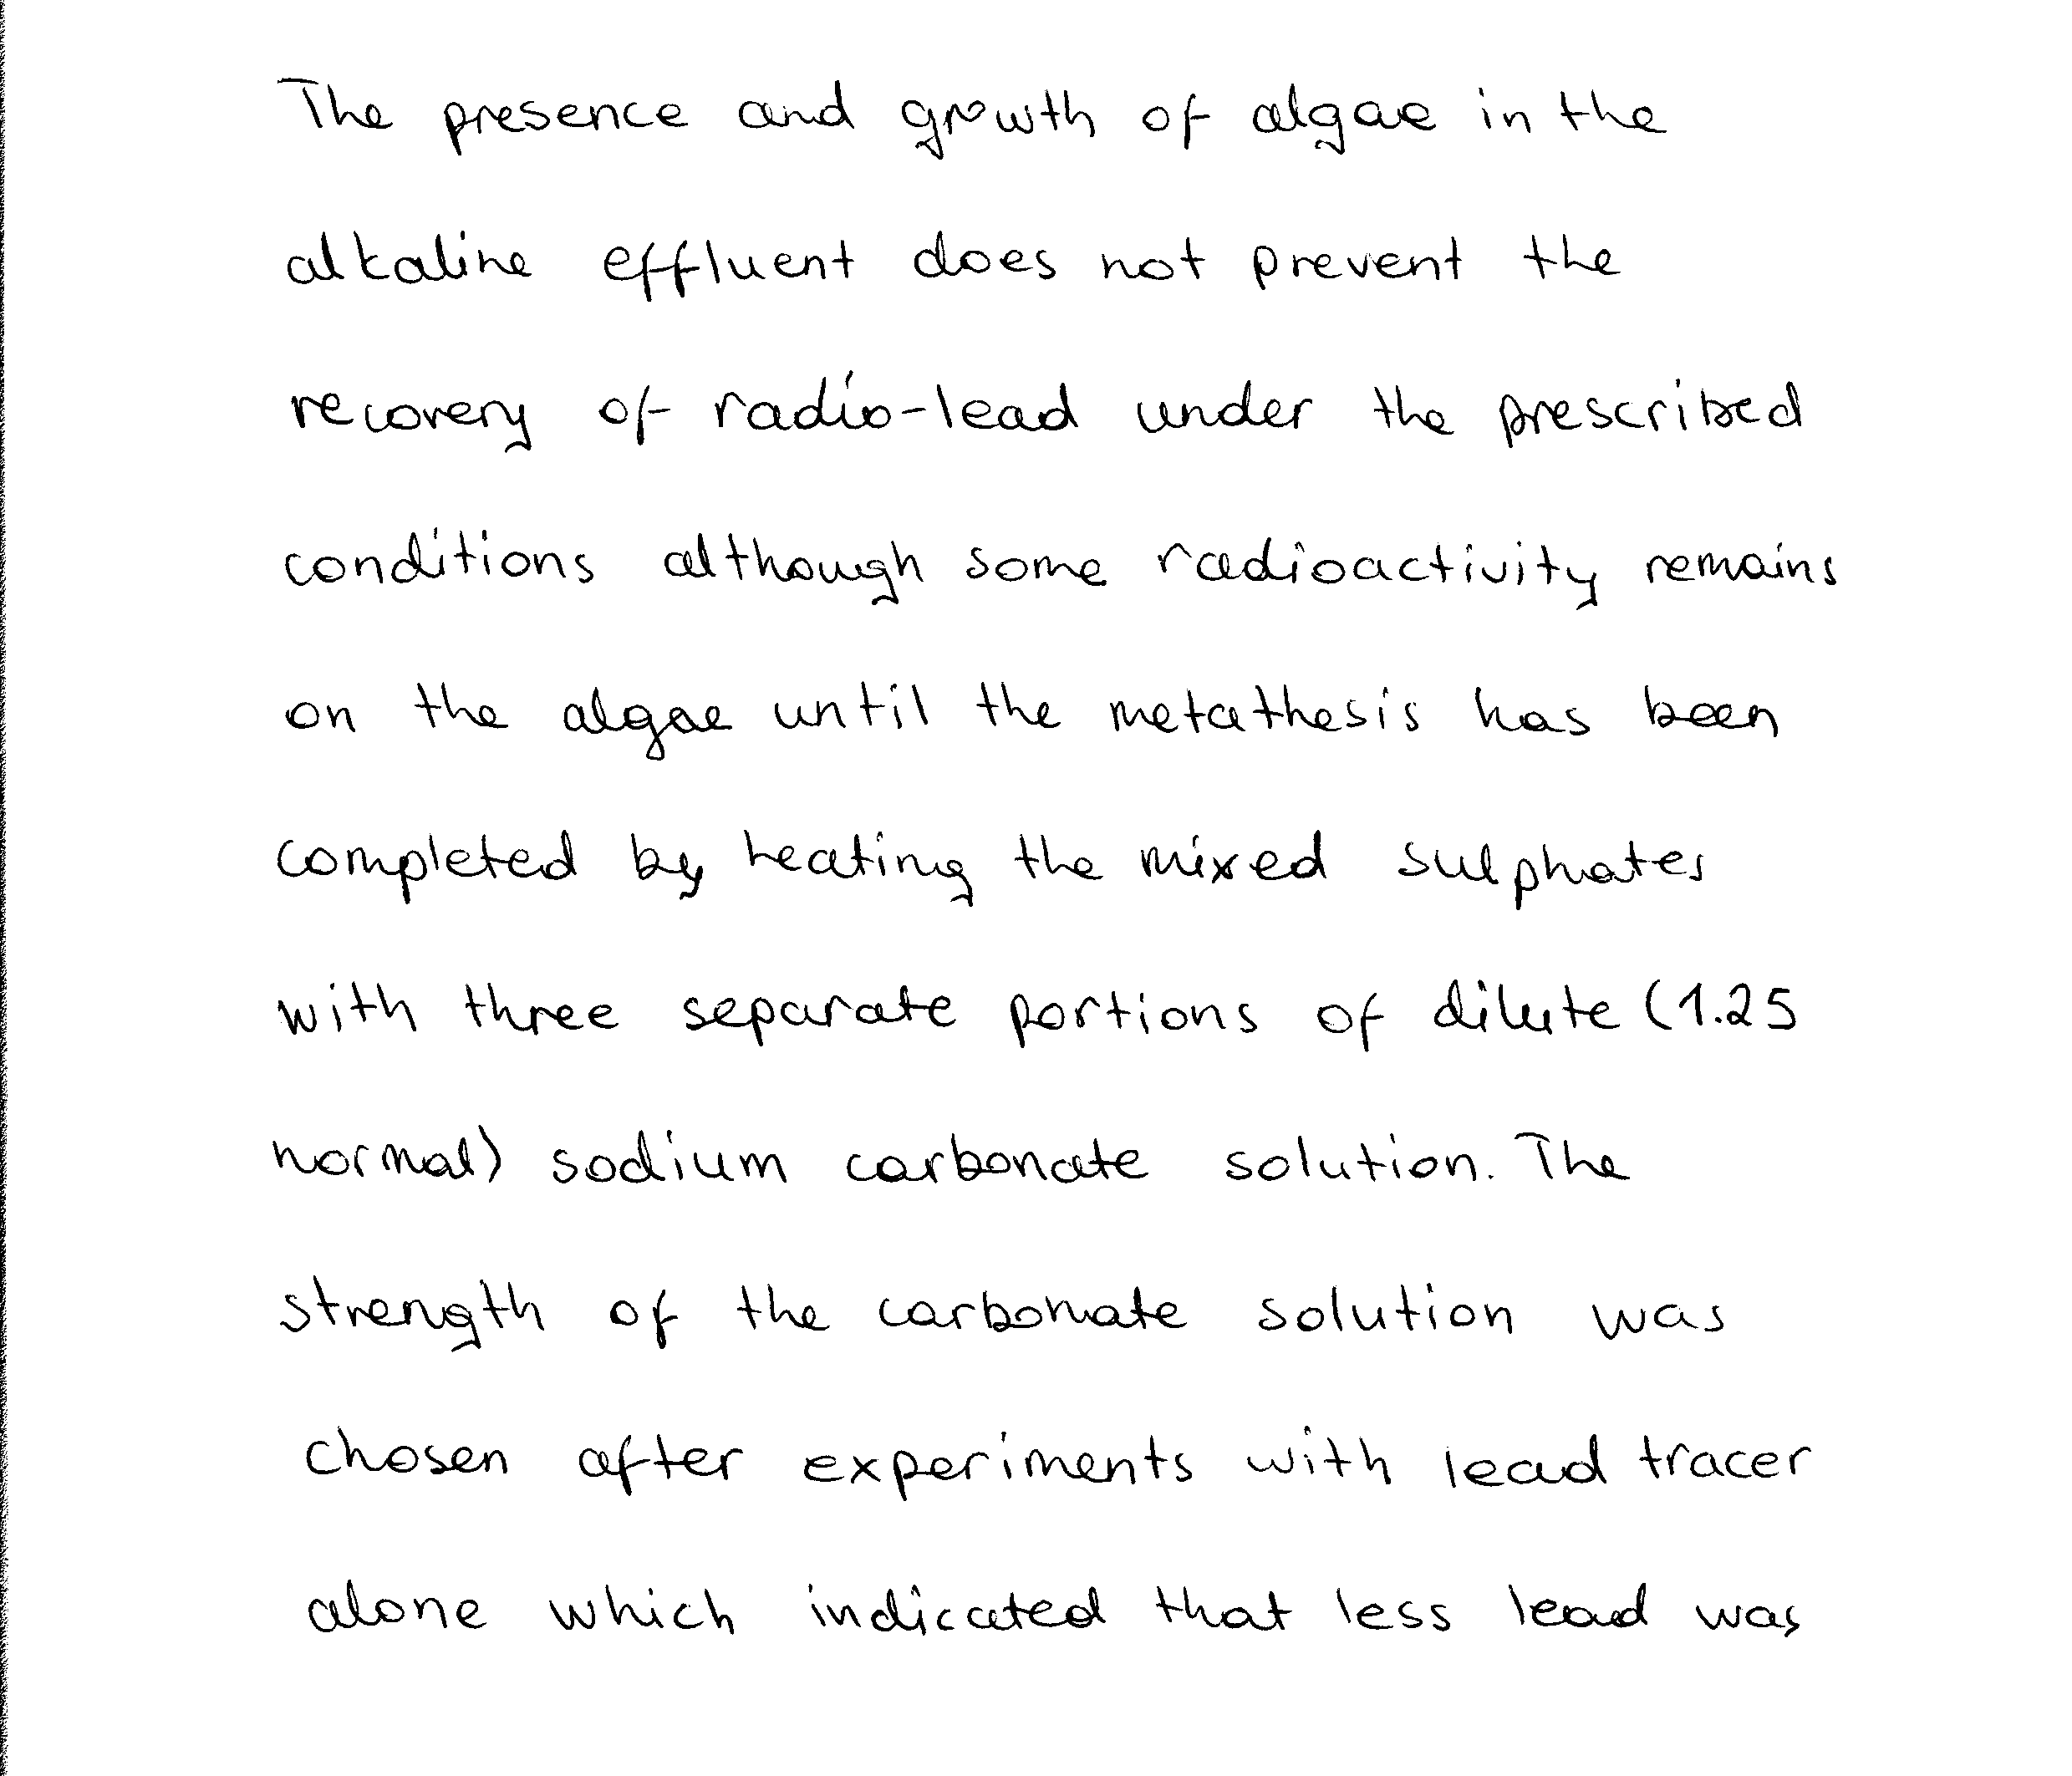 The presence and growth of algae in the
alkaline effluent does not prevent the
recovery of radio-lead under the prescribed
conditions although some radioactivity remains
on the algae until the metathesis has been
completed by heating the mixed sulphates
with three separate portions of dilute (1.25
normal) sodium carbonate solution. The
strength of the carbonate solution was
chosen after experiments with lead tracer
alone which indicated that less lead was